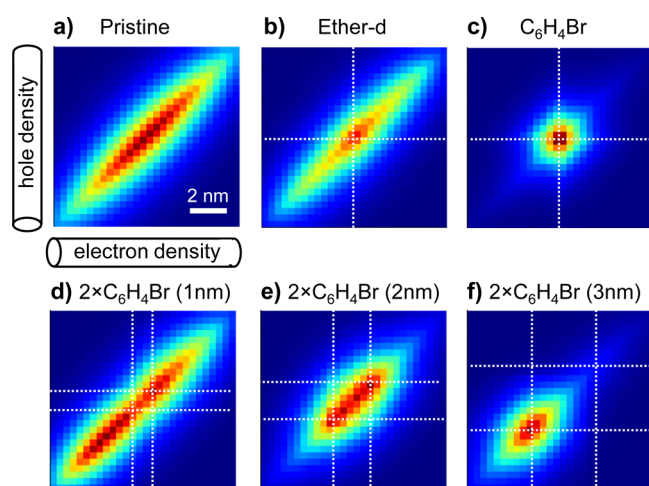 a) Pristine
b) Ether-d
c) C₆H₄Br
hole density
2 nm
electron density
d) 2×C₆H₄Br (1nm)
e) 2×C₆H₄Br (2nm)
f) 2×C₆H₄Br (3nm)